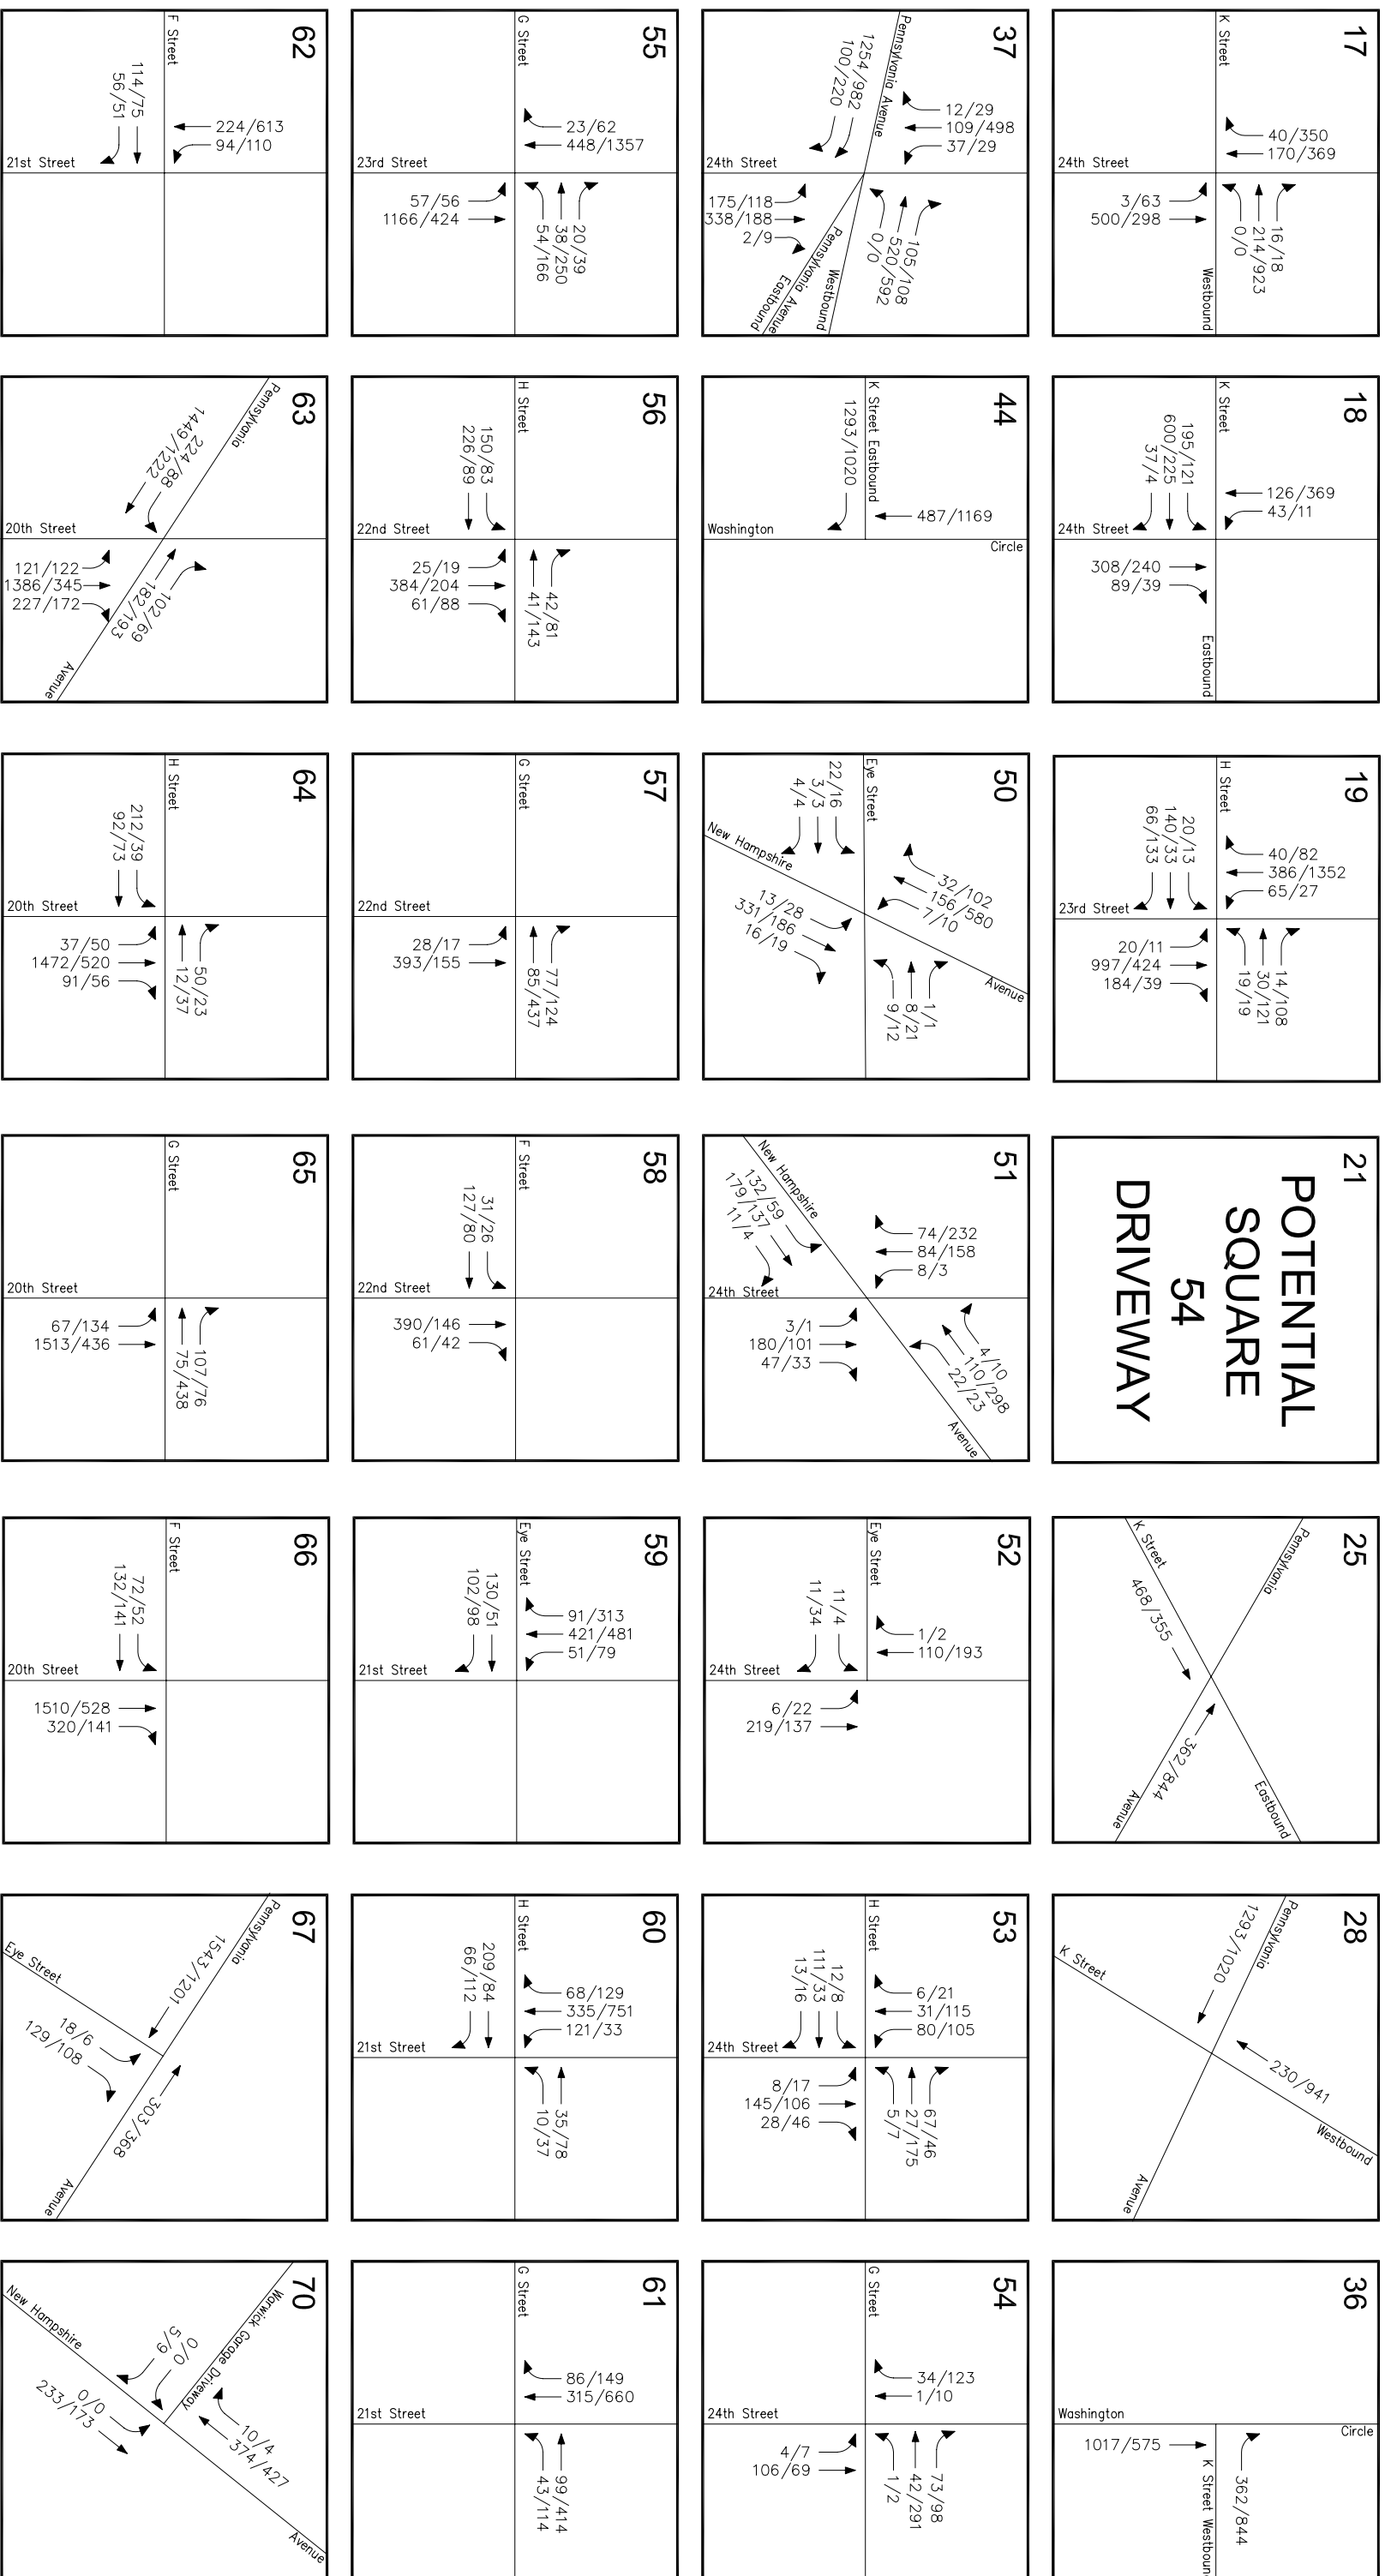 17
K Street
40/350
170/369
24th Street
3/63
500/298
16/18
214/923
0/0
Westbound
18
K Street
195/121
600/225
37/4
126/369
43/11
24th Street
308/240
89/39
Eastbound
19
H Street
20/13
140/33
66/133
40/82
386/1352
65/27
23rd Street
20/11
997/424
184/39
14/108
30/121
19/19
21
POTENTIAL
SQUARE
54
DRIVEWAY
25
K Street
Pennsylvania
468/355
362/844
Avenue
Eastbound
28
Pennsylvania
K Street
1293/1020
230/941
Westbound
Avenue
36
Washington
Circle
1017/575
362/844
K Street Westboun
37
Pennsylvania Avenue
1254/982
100/220
12/29
109/498
37/29
24th Street
175/118
338/188
2/9
105/108
520/592
0/0
Pennsylvania Avenue
Eastbound
Westbound
44
K Street Eastbound
1293/1020
487/1169
Washington
Circle
50
Eye Street
22/16
3/3
4/4
New Hampshire
32/102
156/580
7/10
13/28
331/186
16/19
1/1
8/21
9/12
Avenue
51
New Hampshire
132/59
179/137
11/4
74/232
84/158
8/3
24th Street
3/1
180/101
47/33
4/10
110/298
22/23
Avenue
52
Eye Street
11/4
11/34
1/2
110/193
24th Street
6/22
219/137
53
H Street
12/8
111/33
13/16
6/21
31/115
80/105
24th Street
8/17
145/106
28/46
67/46
27/175
5/7
54
G Street
34/123
1/10
24th Street
4/7
106/69
73/98
42/291
1/2
55
G Street
23/62
448/1357
23rd Street
57/56
1166/424
20/39
38/250
54/166
56
H Street
150/83
226/89
22nd Street
25/19
384/204
61/88
42/81
41/143
57
G Street
22nd Street
28/17
393/155
77/124
85/437
58
F Street
31/26
127/80
22nd Street
390/146
61/42
59
Eye Street
130/51
102/98
91/313
421/481
51/79
21st Street
60
H Street
209/84
66/112
68/129
335/751
121/33
21st Street
35/78
10/37
61
G Street
86/149
315/660
21st Street
99/414
43/114
62
F Street
114/75
56/51
224/613
94/110
21st Street
63
Pennsylvania
224/88
1449/1222
20th Street
121/122
1386/345
227/172
102/69
182/193
Avenue
64
H Street
212/39
92/73
20th Street
37/50
1472/520
91/56
50/23
12/37
65
G Street
20th Street
67/134
1513/436
107/76
75/438
66
F Street
72/52
132/141
20th Street
1510/528
320/141
67
Pennsylvania
1543/1201
Eye Street
18/6
129/108
303/368
Avenue
70
Warwick Garage Driveway
New Hampshire
0/0
5/9
0/0
233/173
10/4
374/427
Avenue